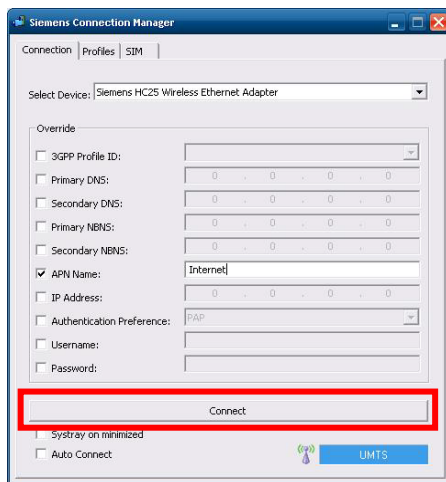 Siemens Connection Manager
Connection Profiles SIM
Select Device: Siemens HC25 Wireless Ethernet Adapter
Override
3GPP Profile ID:
Primary DNS: 0 . 0 . 0 . 0
Secondary DNS: 0 . 0 . 0 . 0
Primary NBNS: 0 . 0 . 0 . 0
Secondary NBNS: 0 . 0 . 0 . 0
APN Name: Internet
IP Address: 0 . 0 . 0 . 0
Authentication Preference: PAP
Username:
Password:
Connect
Systray on minimized
Auto Connect UMTS